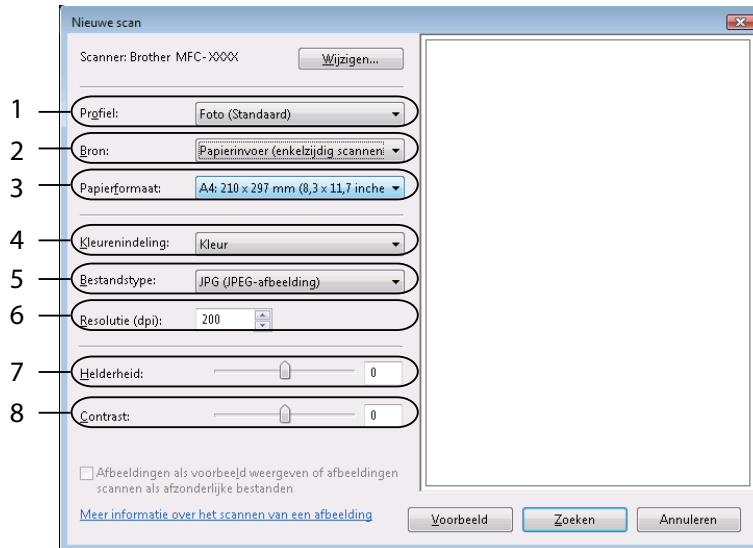 Nieuwe scan
Scanner: Brother MFC-XXXX
Wijzigen...
1
Profiel:
Foto (Standaard)
2
Bron:
Papierinvoer (enkelzijdig scannen
3
Papierformaat:
A4: 210 x 297 mm (8,3 x 11,7 inche
4
Kleurenindeling:
Kleur
5
Bestandstype:
JPG (JPEG-afbeelding)
6
Resolutie (dpi):
200
7
Helderheid:
0
8
Contrast:
0
Afbeeldingen als voorbeeld weergeven of afbeeldingen
scannen als afzonderlijke bestanden
Meer informatie over het scannen van een afbeelding
Voorbeeld
Zoeken
Annuleren